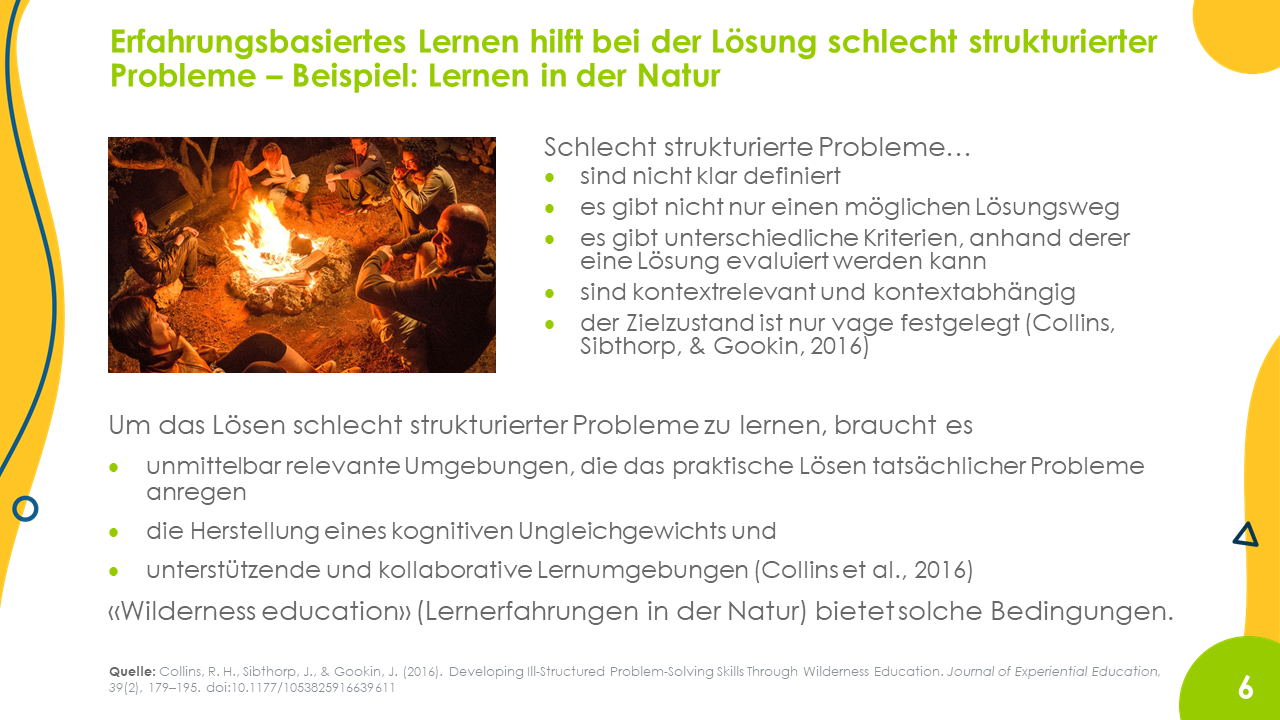 Erfahrungsbasiertes Lernen hilft bei der Lösung schlecht strukturierter
Probleme – Beispiel: Lernen in der Natur
Schlecht strukturierte Probleme…
• sind nicht klar definiert
• es gibt nicht nur einen möglichen Lösungsweg
• es gibt unterschiedliche Kriterien, anhand derer
eine Lösung evaluiert werden kann
• sind kontextrelevant und kontextabhängig
• der Zielzustand ist nur vage festgelegt (Collins,
Sibthorp, & Gookin, 2016)
Um das Lösen schlecht strukturierter Probleme zu lernen, braucht es
• unmittelbar relevante Umgebungen, die das praktische Lösen tatsächlicher Probleme
anregen
• die Herstellung eines kognitiven Ungleichgewichts und
• unterstützende und kollaborative Lernumgebungen (Collins et al., 2016)
«Wilderness education» (Lernerfahrungen in der Natur) bietet solche Bedingungen.
Quelle: Collins, R. H., Sibthorp, J., & Gookin, J. (2016). Developing Ill-Structured Problem-Solving Skills Through Wilderness Education. Journal of Experiential Education,
39(2), 179–195. doi:10.1177/1053825916639611
6